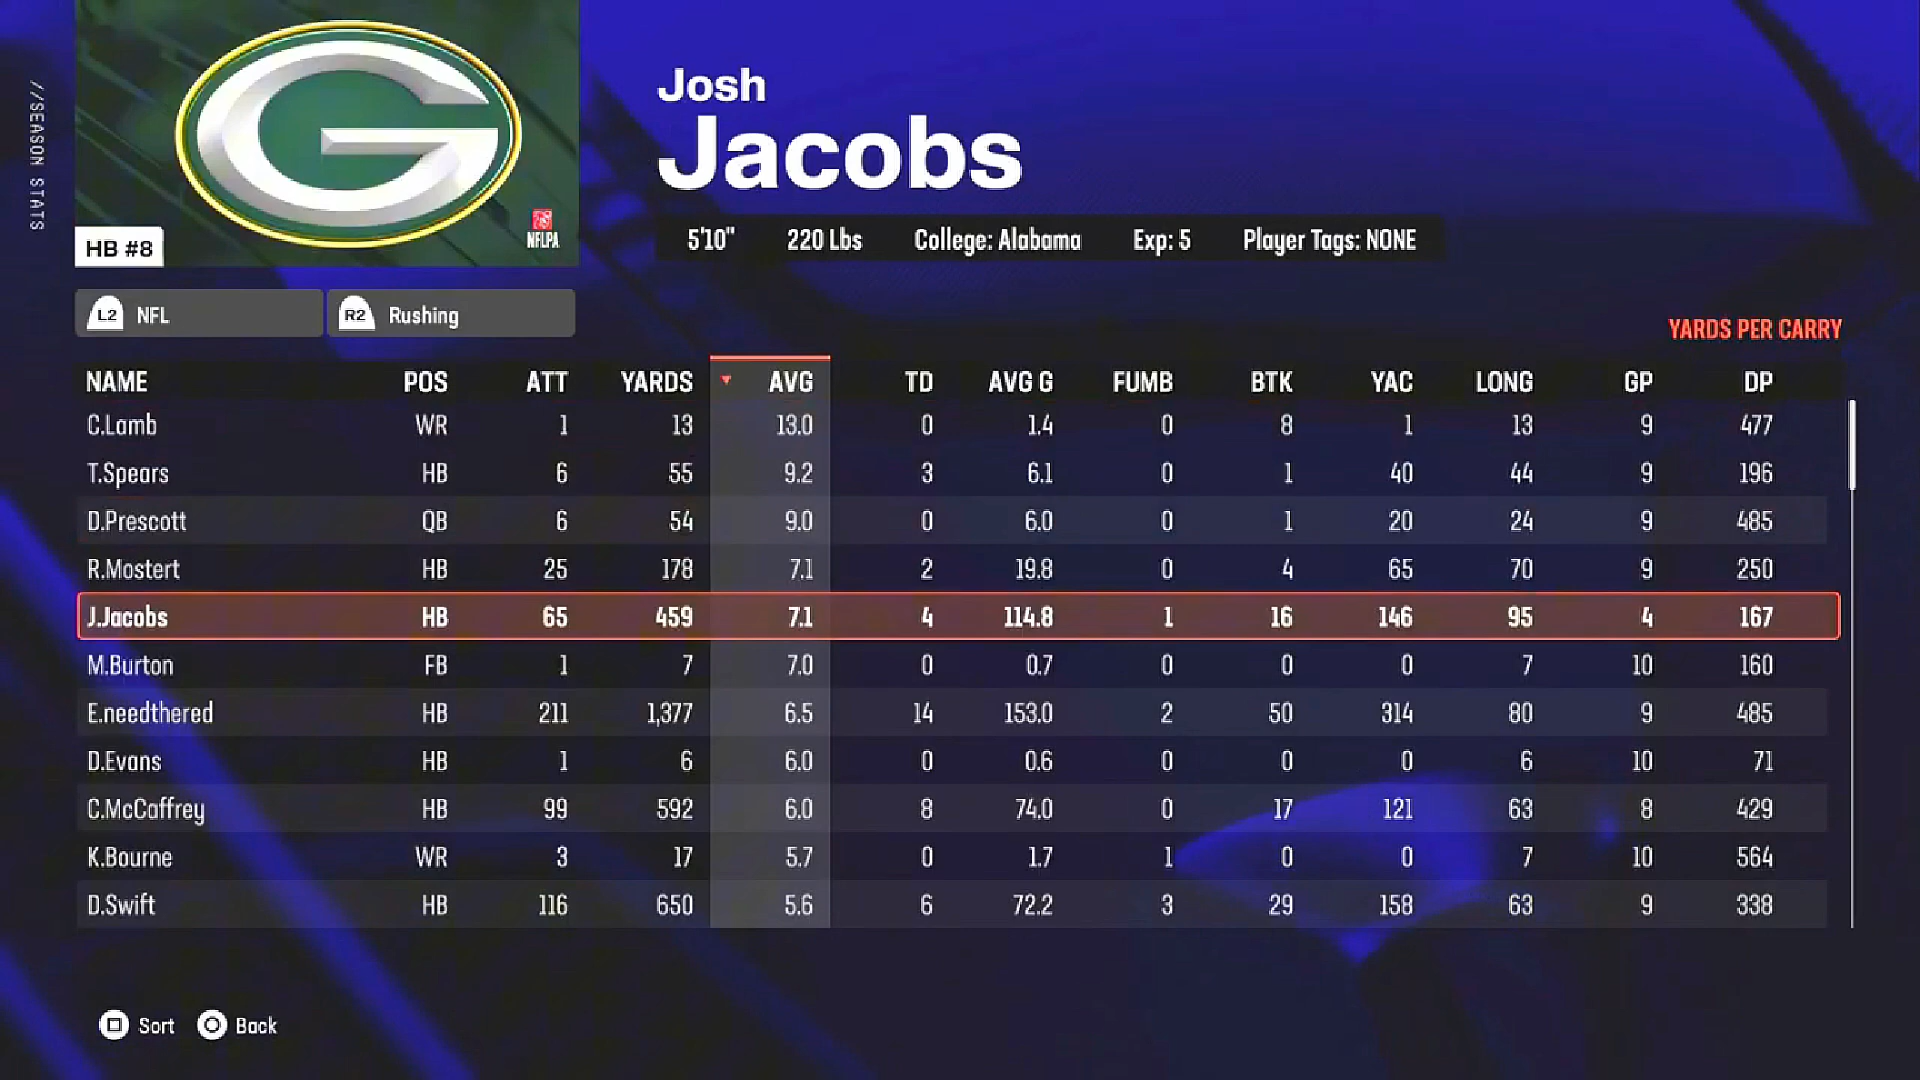 //SEASON STATS
G
NFLPA
HB #8
Josh
Jacobs
5'10" 220 Lbs College: Alabama Exp: 5 Player Tags: NONE
L2 NFL R2 Rushing
YARDS PER CARRY
NAME POS ATT YARDS AVG TD AVG G FUMB BTK YAC LONG GP DP
C.Lamb WR 1 13 13.0 0 1.4 0 8 1 13 9 477
T.Spears HB 6 55 9.2 3 6.1 0 1 40 44 9 196
D.Prescott QB 6 54 9.0 0 6.0 0 1 20 24 9 485
R.Mostert HB 25 178 7.1 2 19.8 0 4 65 70 9 250
J.Jacobs HB 65 459 7.1 4 114.8 1 16 146 95 4 167
M.Burton FB 1 7 7.0 0 0.7 0 0 0 7 10 160
E.needthered HB 211 1,377 6.5 14 153.0 2 50 314 80 9 485
D.Evans HB 1 6 6.0 0 0.6 0 0 0 6 10 71
C.McCaffrey HB 99 592 6.0 8 74.0 0 17 121 63 8 429
K.Bourne WR 3 17 5.7 0 1.7 1 0 0 7 10 564
D.Swift HB 116 650 5.6 6 72.2 3 29 158 63 9 338
Sort Back